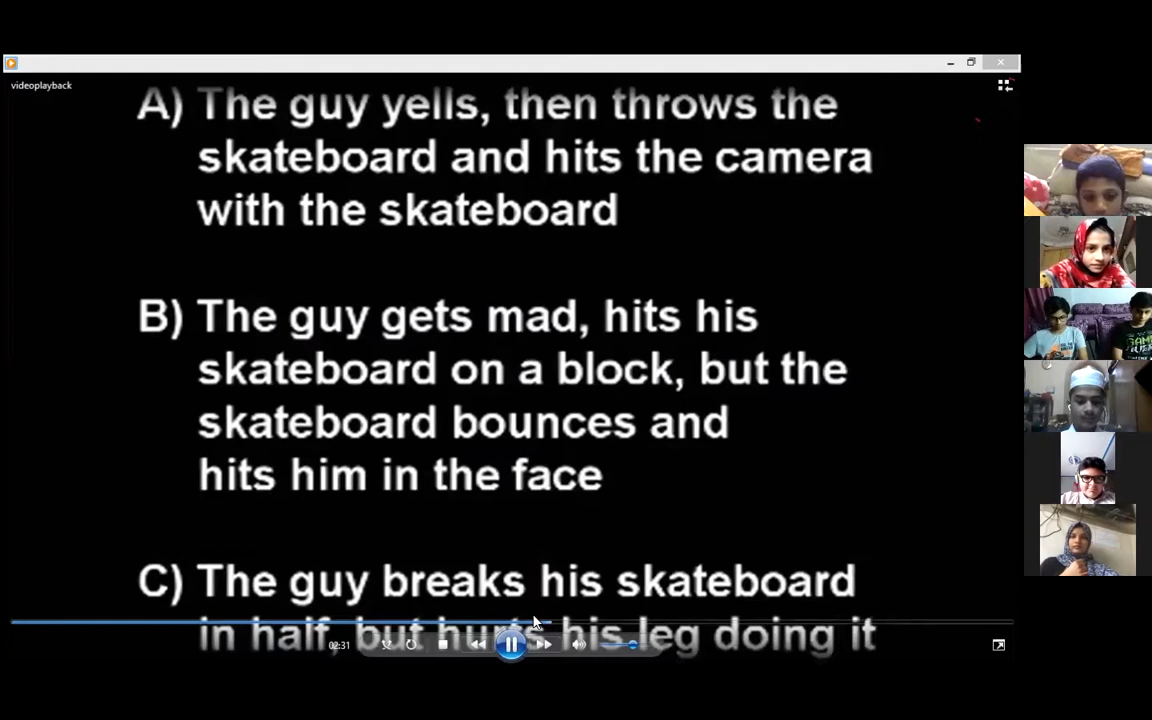 videoplayback
A) The guy yells, then throws the
skateboard and hits the camera
with the skateboard
B) The guy gets mad, hits his
skateboard on a block, but the
skateboard bounces and
hits him in the face
C) The guy breaks his skateboard
in half, but hurts his leg doing it
02:31